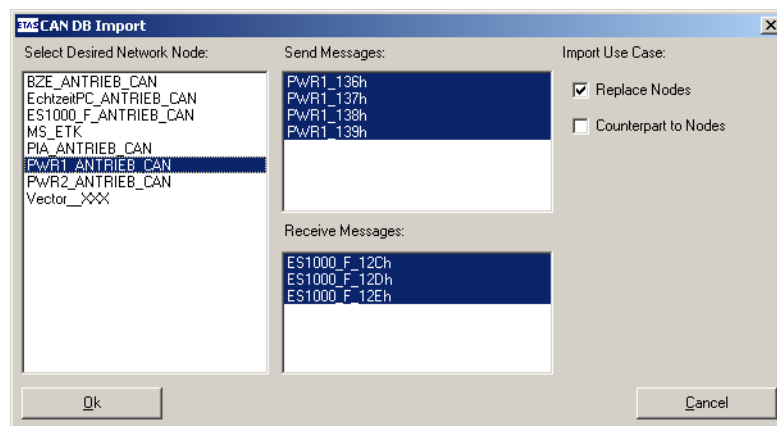 ETAS CAN DB Import
Select Desired Network Node:
BZE_ANTRIEB_CAN
EchtzeitPC_ANTRIEB_CAN
ES1000_F_ANTRIEB_CAN
MS_ETK
PIA_ANTRIEB_CAN
PWR1_ANTRIEB_CAN
PWR2_ANTRIEB_CAN
Vector__XXX
Send Messages:
PWR1_136h
PWR1_137h
PWR1_138h
PWR1_139h
Receive Messages:
ES1000_F_12Ch
ES1000_F_12Dh
ES1000_F_12Eh
Import Use Case:
Replace Nodes
Counterpart to Nodes
Ok
Cancel